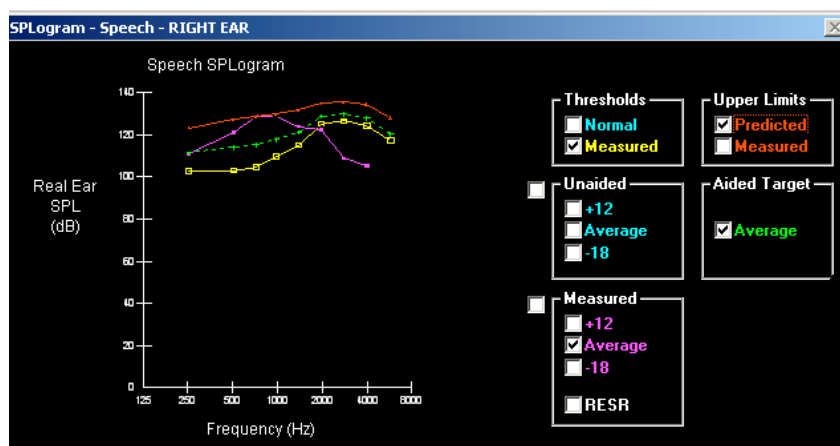 SPLogram - Speech - RIGHT EAR
Speech SPLogram
Real Ear
SPL
(dB)
140
120
100
80
60
40
20
0
125 250 500 1000 2000 4000 8000
Frequency (Hz)
Thresholds
Normal
Measured
Upper Limits
Predicted
Measured
Unaided
+12
Average
-18
Aided Target
Average
Measured
+12
Average
-18
RESR